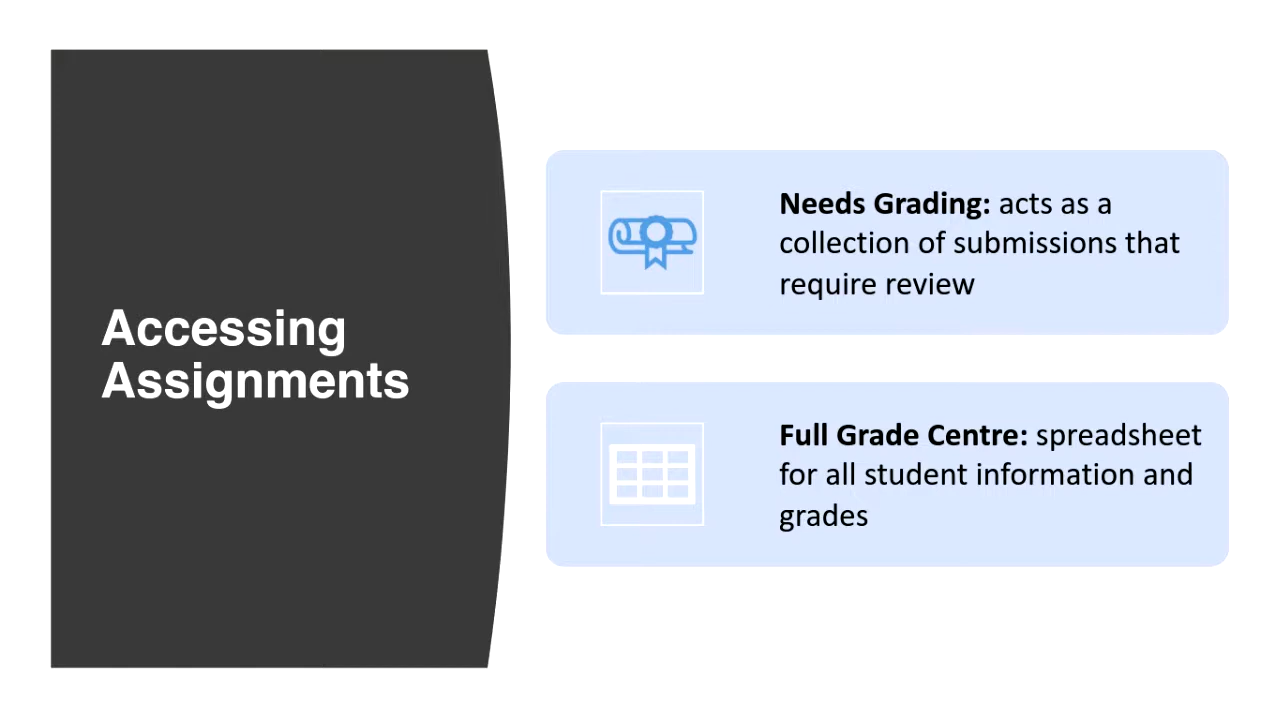 Accessing
Assignments
Needs Grading: acts as a
collection of submissions that
require review
Full Grade Centre: spreadsheet
for all student information and
grades